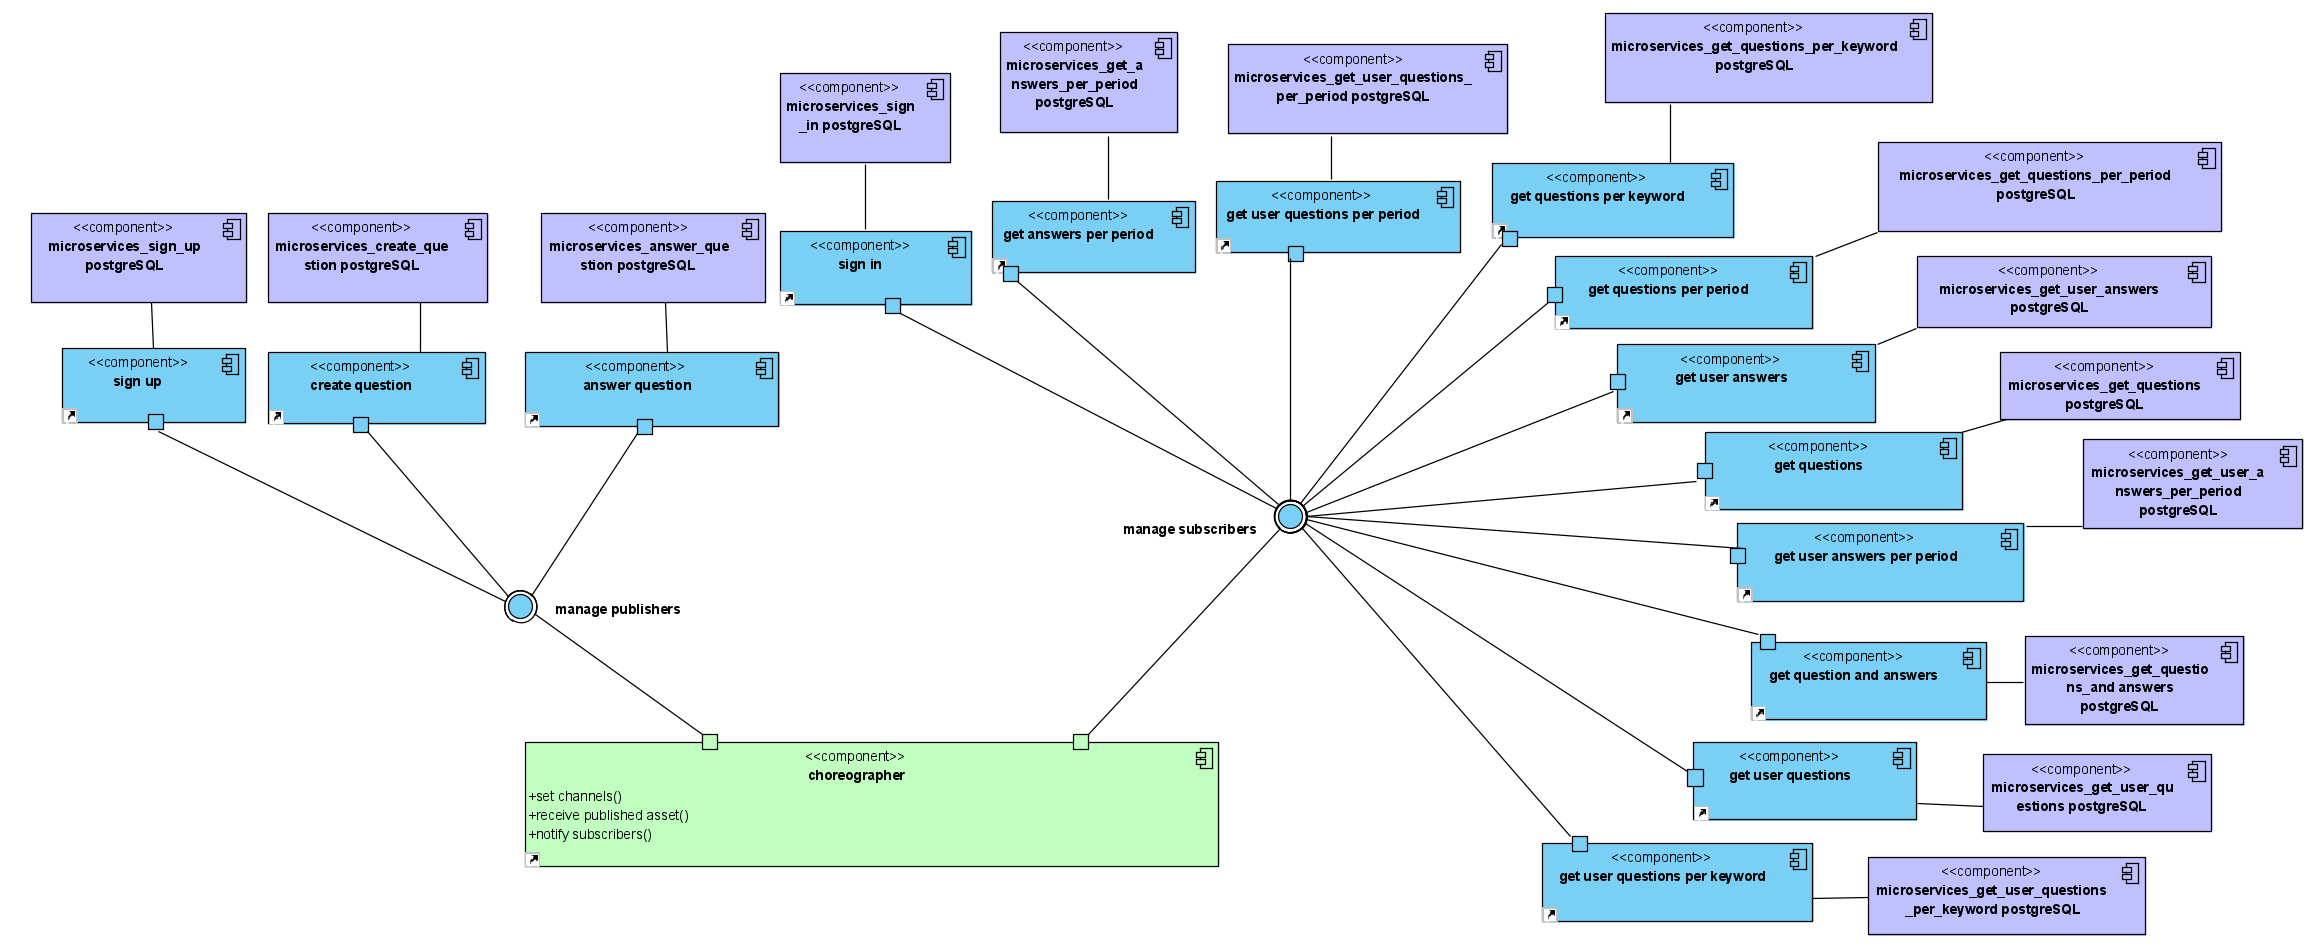 <<component>>
microservices_sign_up
postgreSQL
<<component>>
microservices_create_que
stion postgreSQL
<<component>>
microservices_answer_que
stion postgreSQL
<<component>>
microservices_sign
_in postgreSQL
<<component>>
microservices_get_a
nswers_per_period
postgreSQL
<<component>>
microservices_get_user_questions_
per_period postgreSQL
<<component>>
microservices_get_questions_per_keyword
postgreSQL
<<component>>
microservices_get_questions_per_period
postgreSQL
<<component>>
microservices_get_user_answers
postgreSQL
<<component>>
microservices_get_questions
postgreSQL
<<component>>
microservices_get_user_a
nswers_per_period
postgreSQL
<<component>>
sign up
<<component>>
create question
<<component>>
answer question
<<component>>
sign in
<<component>>
get answers per period
<<component>>
get user questions per period
<<component>>
get questions per keyword
<<component>>
get questions per period
<<component>>
get user answers
<<component>>
get questions
<<component>>
get user answers per period
manage subscribers
manage publishers
<<component>>
get question and answers
<<component>>
microservices_get_questio
ns_and answers
postgreSQL
<<component>>
get user questions
<<component>>
microservices_get_user_qu
estions postgreSQL
<<component>>
choreographer
+set channels()
+receive published asset()
+notify subscribers()
<<component>>
get user questions per keyword
<<component>>
microservices_get_user_questions
_per_keyword postgreSQL